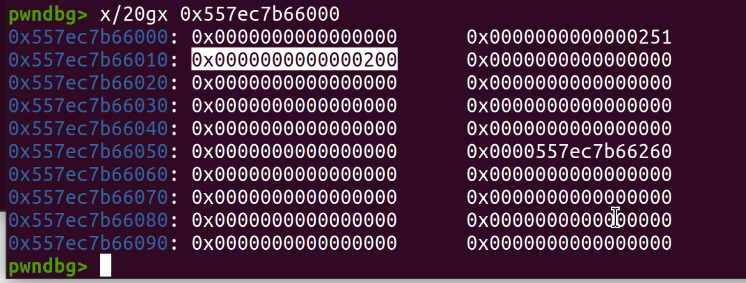 pwndbg> x/20gx 0x557ec7b66000
0x557ec7b66000: 0x0000000000000000 0x0000000000000251
0x557ec7b66010: 0x0000000000000200 0x0000000000000000
0x557ec7b66020: 0x0000000000000000 0x0000000000000000
0x557ec7b66030: 0x0000000000000000 0x0000000000000000
0x557ec7b66040: 0x0000000000000000 0x0000000000000000
0x557ec7b66050: 0x0000000000000000 0x0000557ec7b66260
0x557ec7b66060: 0x0000000000000000 0x0000000000000000
0x557ec7b66070: 0x0000000000000000 0x0000000000000000
0x557ec7b66080: 0x0000000000000000 0x0000000000000000
0x557ec7b66090: 0x0000000000000000 0x0000000000000000
pwndbg>